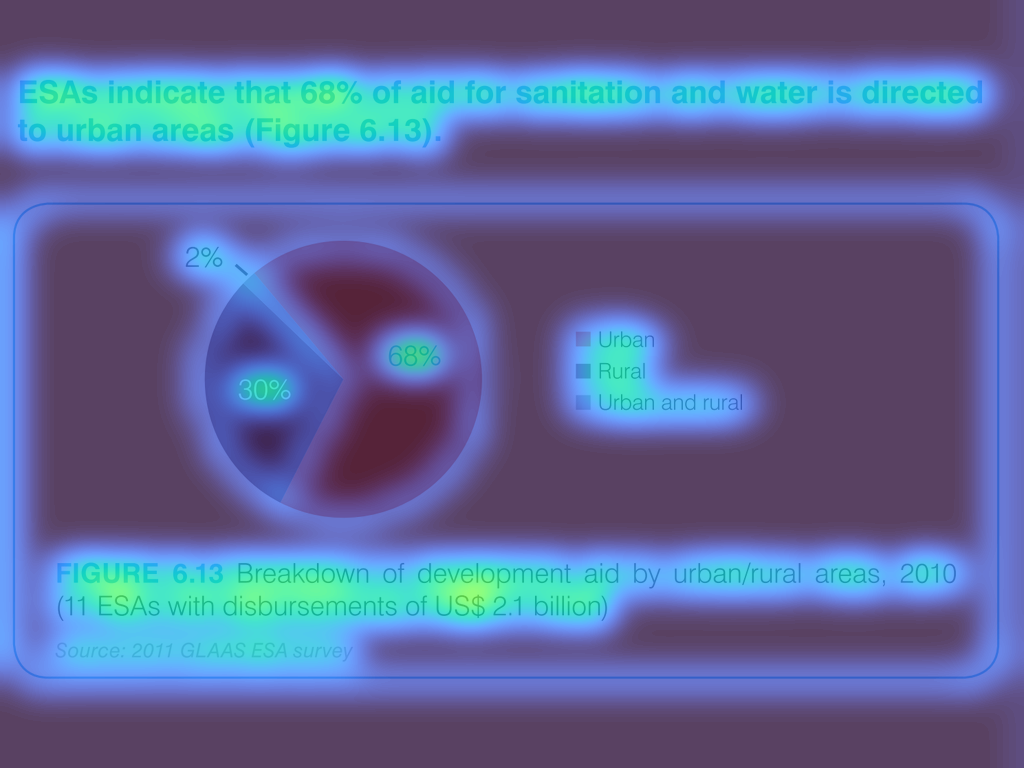 ESAs indicate that 68% of aid for sanitation and water is directed
to urban areas (Figure 6.13).
2%
68%
30%
Urban
Rural
Urban and rural
FIGURE 6.13 Breakdown of development aid by urban/rural areas, 2010
(11 ESAs with disbursements of US$ 2.1 billion)
Source: 2011 GLAAS ESA survey